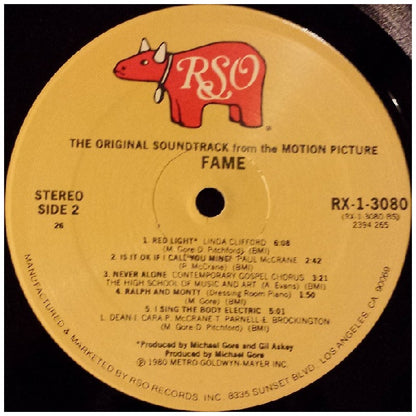 RSO
THE ORIGINAL SOUNDTRACK from the MOTION PICTURE
FAME
STEREO
SIDE 2
26
RX-1-3080
(RX-1-3080 BS)
2394 265
1. RED LIGHT* LINDA CLIFFORD 6:08
(M. Gore D. Pitchford) (BMI)
2. IS IT OK IF I CALL YOU MINE? PAUL McCRANE 2:42
(P. McCrane) (BMI)
3. NEVER ALONE CONTEMPORARY GOSPEL CHORUS 3:21
THE HIGH SCHOOL OF MUSIC AND ART (A. Evans) (BMI)
4. RALPH AND MONTY (Dressing Room Piano) 1:50
(M. Gore) (BMI)
5. I SING THE BODY ELECTRIC 5:01
L. DEAN I. CARA P. McCRANE T. PARNELL E. BROCKINGTON
(M. Gore D. Pitchford) (BMI)
*Produced by Michael Gore and Gil Askey
Produced by Michael Gore
© 1980 METRO-GOLDWYN-MAYER INC.
MANUFACTURED & MARKETED BY RSO RECORDS INC. 8335 SUNSET BLVD., LOS ANGELES, CA. 90069